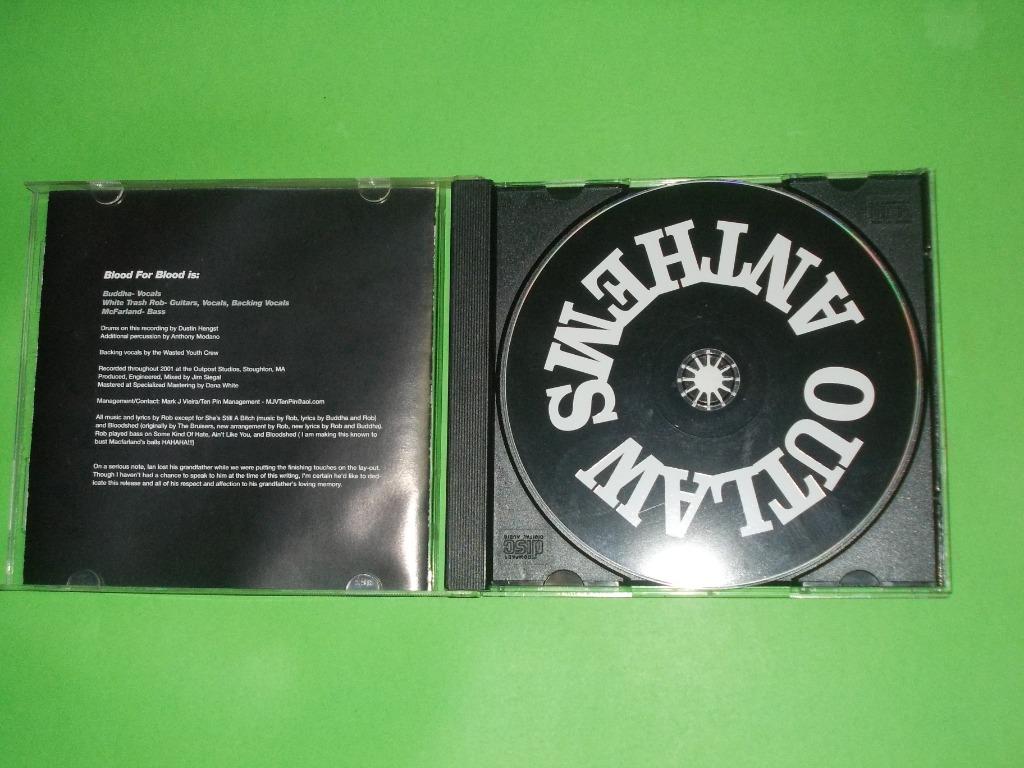 Blood For Blood is:
Buddha- Vocals
White Trash Rob- Guitars, Vocals, Backing Vocals
McFarland- Bass
Drums on this recording by Dustin Hengst
Additional percussion by Anthony Modano
Backing vocals by the Wasted Youth Crew
Recorded throughout 2001 at the Outpost Studios, Stoughton, MA
Produced, Engineered, Mixed by Jim Siegel
Mastered at Specialized Mastering by Dana White
Management/Contact: Mark J Vieira/Ten Pin Management - MJVTenPin@aol.com
All music and lyrics by Rob except for She's Still A Bitch (music by Rob, lyrics by Buddha and Rob)
and Bloodshed (originally by The Bruisers, new arrangement by Rob, new lyrics by Rob and Buddha).
Rob played bass on Some Kind Of Hate, Ain't Like You, and Bloodshed ( I am making this known to
bust Macfarland's balls HAHAHA!!!)
On a serious note, Ian lost his grandfather while we were putting the finishing touches on the lay-out.
Though I haven't had a chance to speak to him at the time of this writing, I'm certain he'd like to ded-
icate this release and all of his respect and affection to his grandfather's loving memory.
OUTLAW ANTHEMS
COMPACT
disc
DIGITAL AUDIO